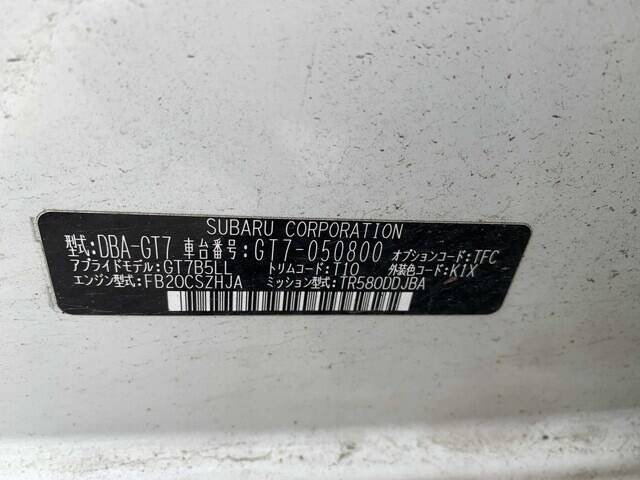 SUBARU CORPORATION
型式:DBA-GT7 車台番号:GT7-050800 オプションコード:TFC
アプライドモデル:GT7B5LL トリムコード:T10 外装色コード:K1X
エンジン型式:FB20CSZHJA ミッション型式:TR580DDJBA